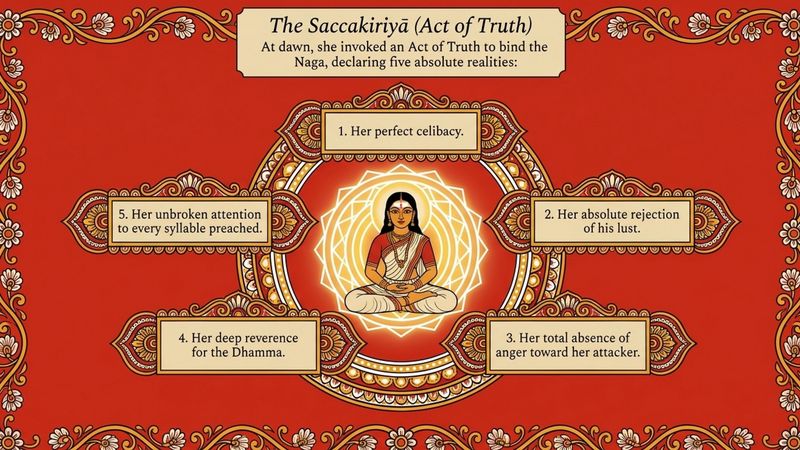 The Saccakiriyā (Act of Truth)
At dawn, she invoked an Act of Truth to bind the
Naga, declaring five absolute realities:
1. Her perfect celibacy.
2. Her absolute rejection
of his lust.
3. Her total absence of
anger toward her attacker.
4. Her deep reverence
for the Dhamma.
5. Her unbroken attention
to every syllable preached.